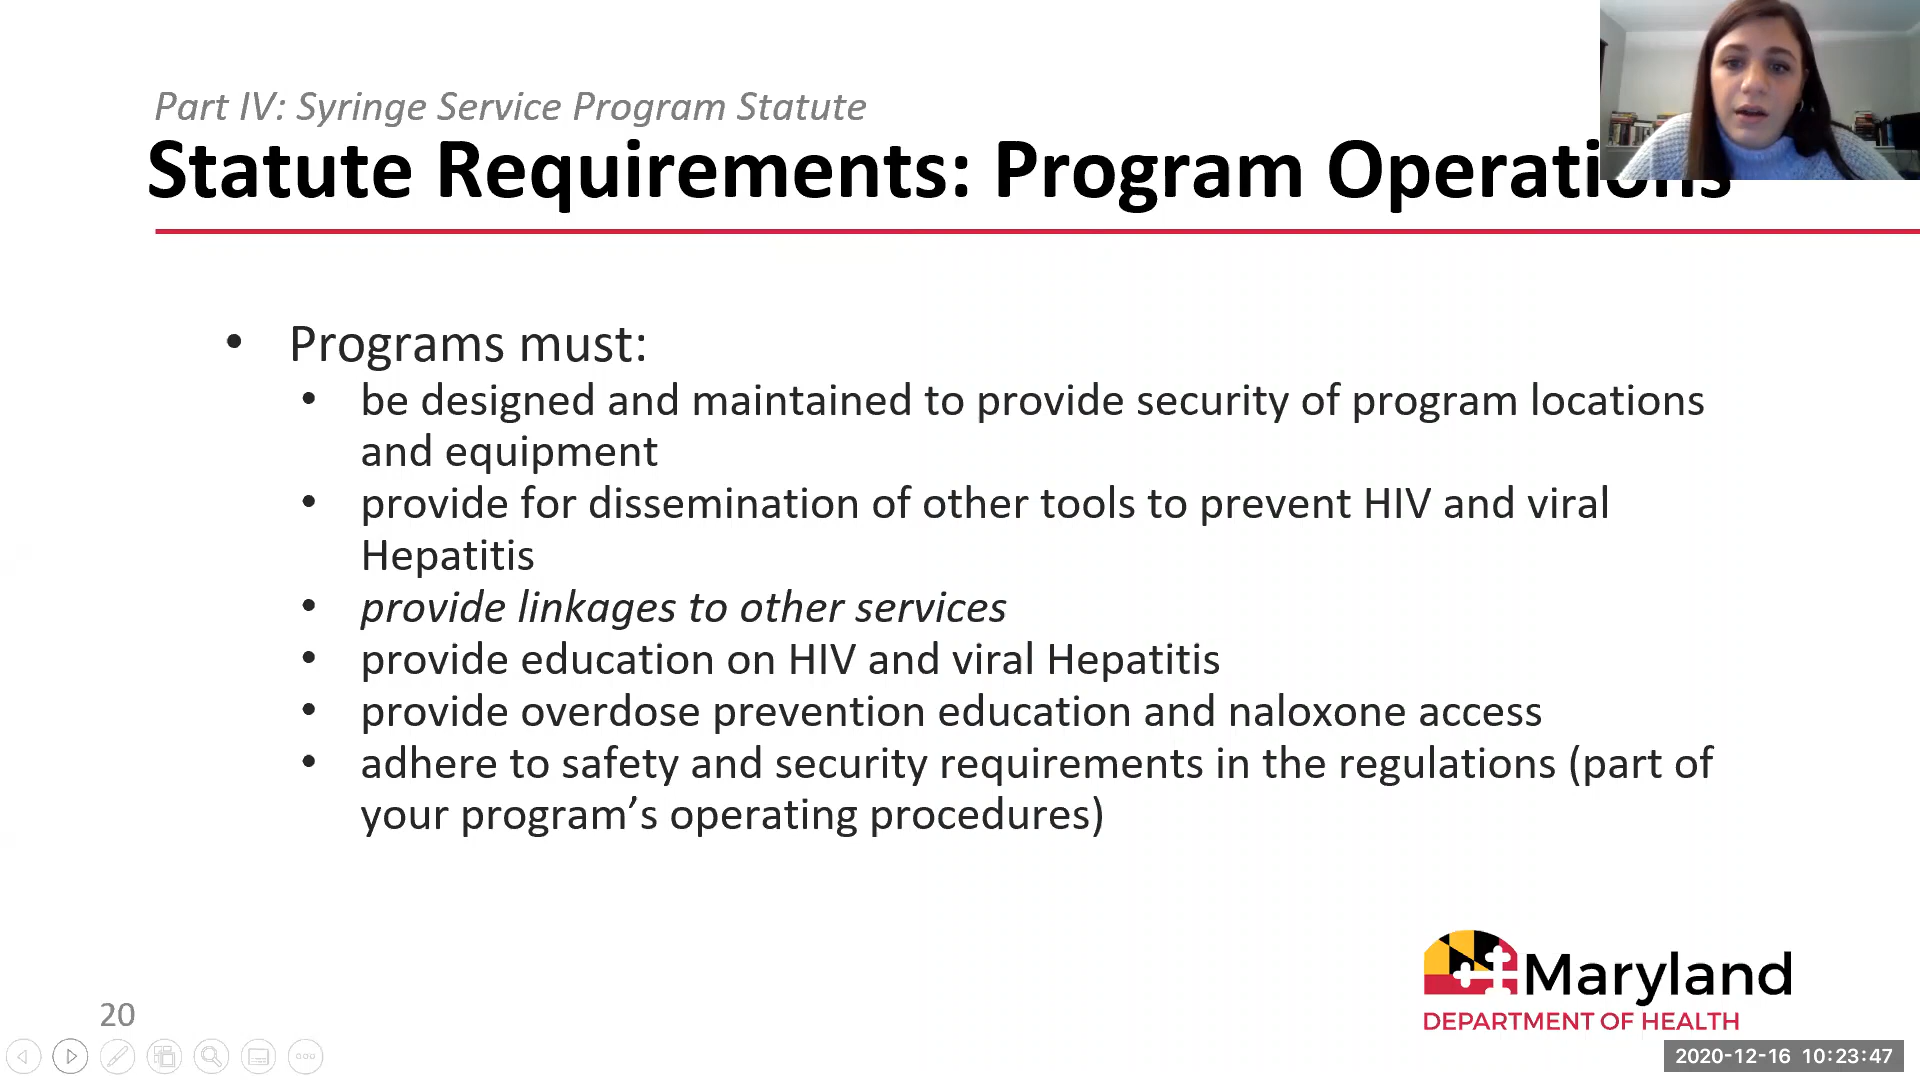 Part IV: Syringe Service Program Statute
Statute Requirements: Program Operations
• Programs must:
• be designed and maintained to provide security of program locations
and equipment
• provide for dissemination of other tools to prevent HIV and viral
Hepatitis
• provide linkages to other services
• provide education on HIV and viral Hepatitis
• provide overdose prevention education and naloxone access
• adhere to safety and security requirements in the regulations (part of
your program’s operating procedures)
Maryland
DEPARTMENT OF HEALTH
20
2020-12-16 10:23:47